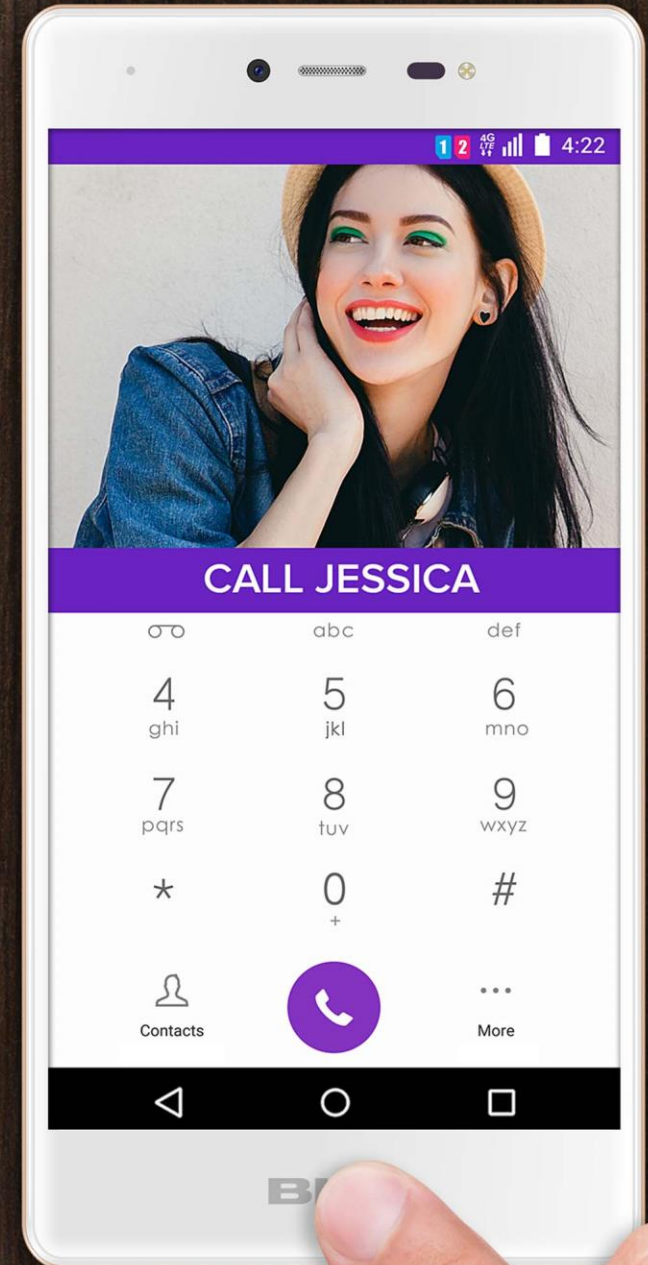 1 2 4G LTE 4:22
CALL JESSICA
abc def
4 5 6
ghi jkl mno
7 8 9
pqrs tuv wxyz
* 0 #
+
Contacts More